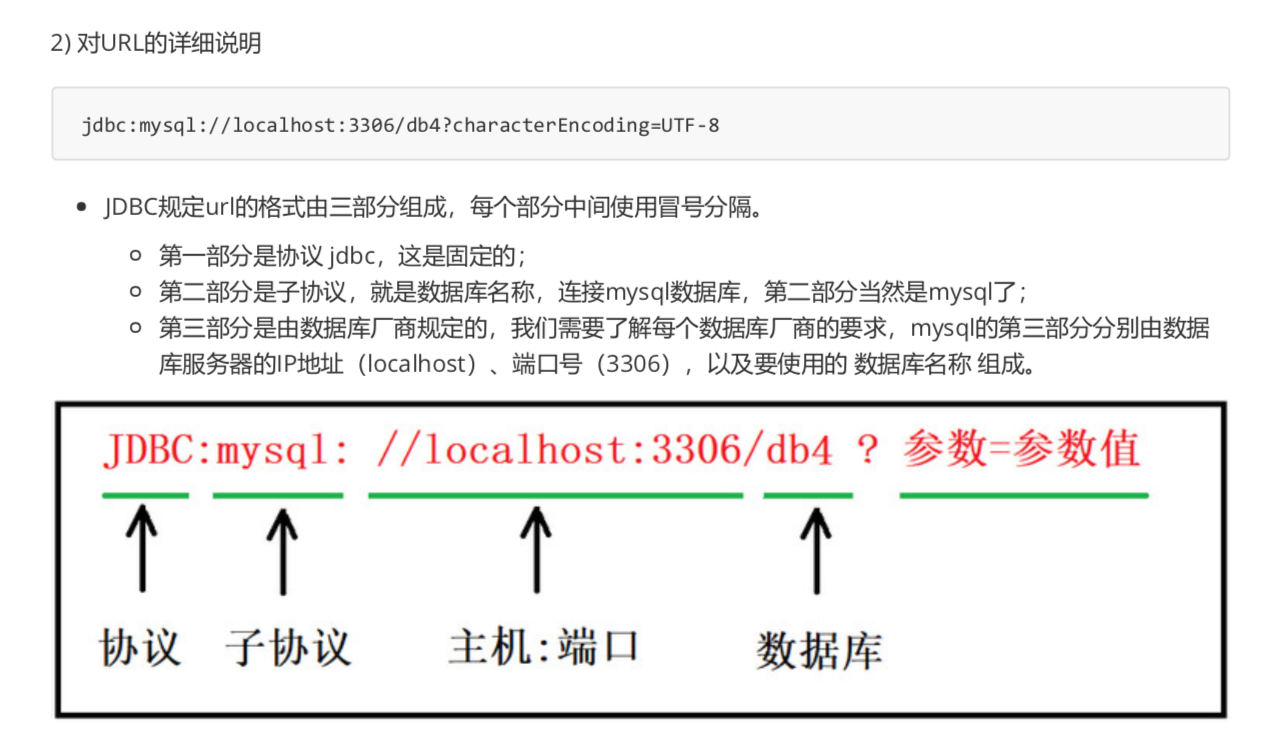 2) 对URL的详细说明
jdbc:mysql://localhost:3306/db4?characterEncoding=UTF-8
JDBC规定url的格式由三部分组成，每个部分中间使用冒号分隔。
第一部分是协议 jdbc，这是固定的；
第二部分是子协议，就是数据库名称，连接mysql数据库，第二部分当然是mysql了；
第三部分是由数据库厂商规定的，我们需要了解每个数据库厂商的要求，mysql的第三部分分别由数据
库服务器的IP地址（localhost）、端口号（3306），以及要使用的 数据库名称 组成。
JDBC:mysql: //localhost:3306/db4 ? 参数=参数值
协议 子协议 主机:端口 数据库